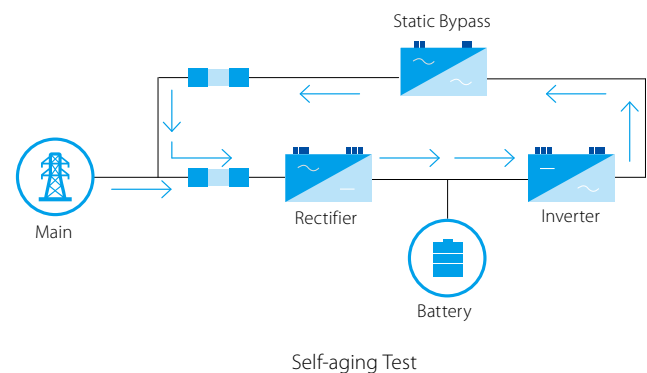 Static Bypass
Main
Rectifier
Inverter
Battery
Self-aging Test